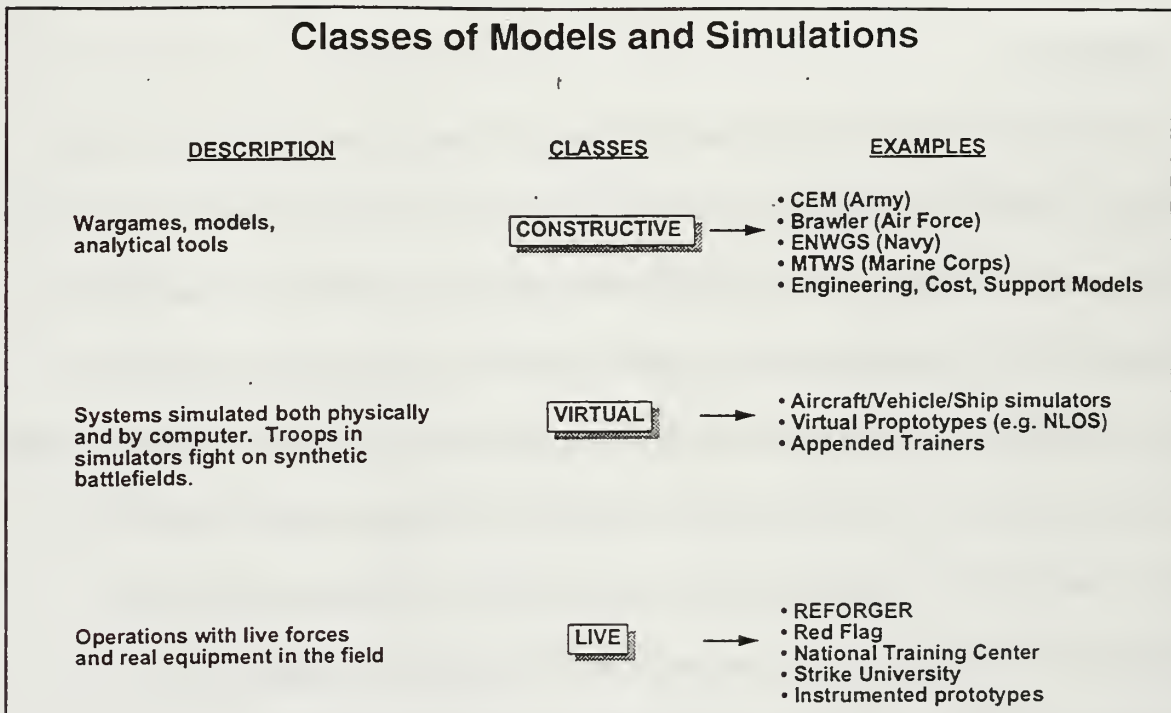 Classes of Models and Simulations
DESCRIPTION
CLASSES
EXAMPLES
Wargames, models,
analytical tools
CONSTRUCTIVE
• CEM (Army)
• Brawler (Air Force)
• ENWGS (Navy)
• MTWS (Marine Corps)
• Engineering, Cost, Support Models
Systems simulated both physically
and by computer. Troops in
simulators fight on synthetic
battlefields.
VIRTUAL
• Aircraft/Vehicle/Ship simulators
• Virtual Proptotypes (e.g. NLOS)
• Appended Trainers
Operations with live forces
and real equipment in the field
LIVE
• REFORGER
• Red Flag
• National Training Center
• Strike University
• Instrumented prototypes